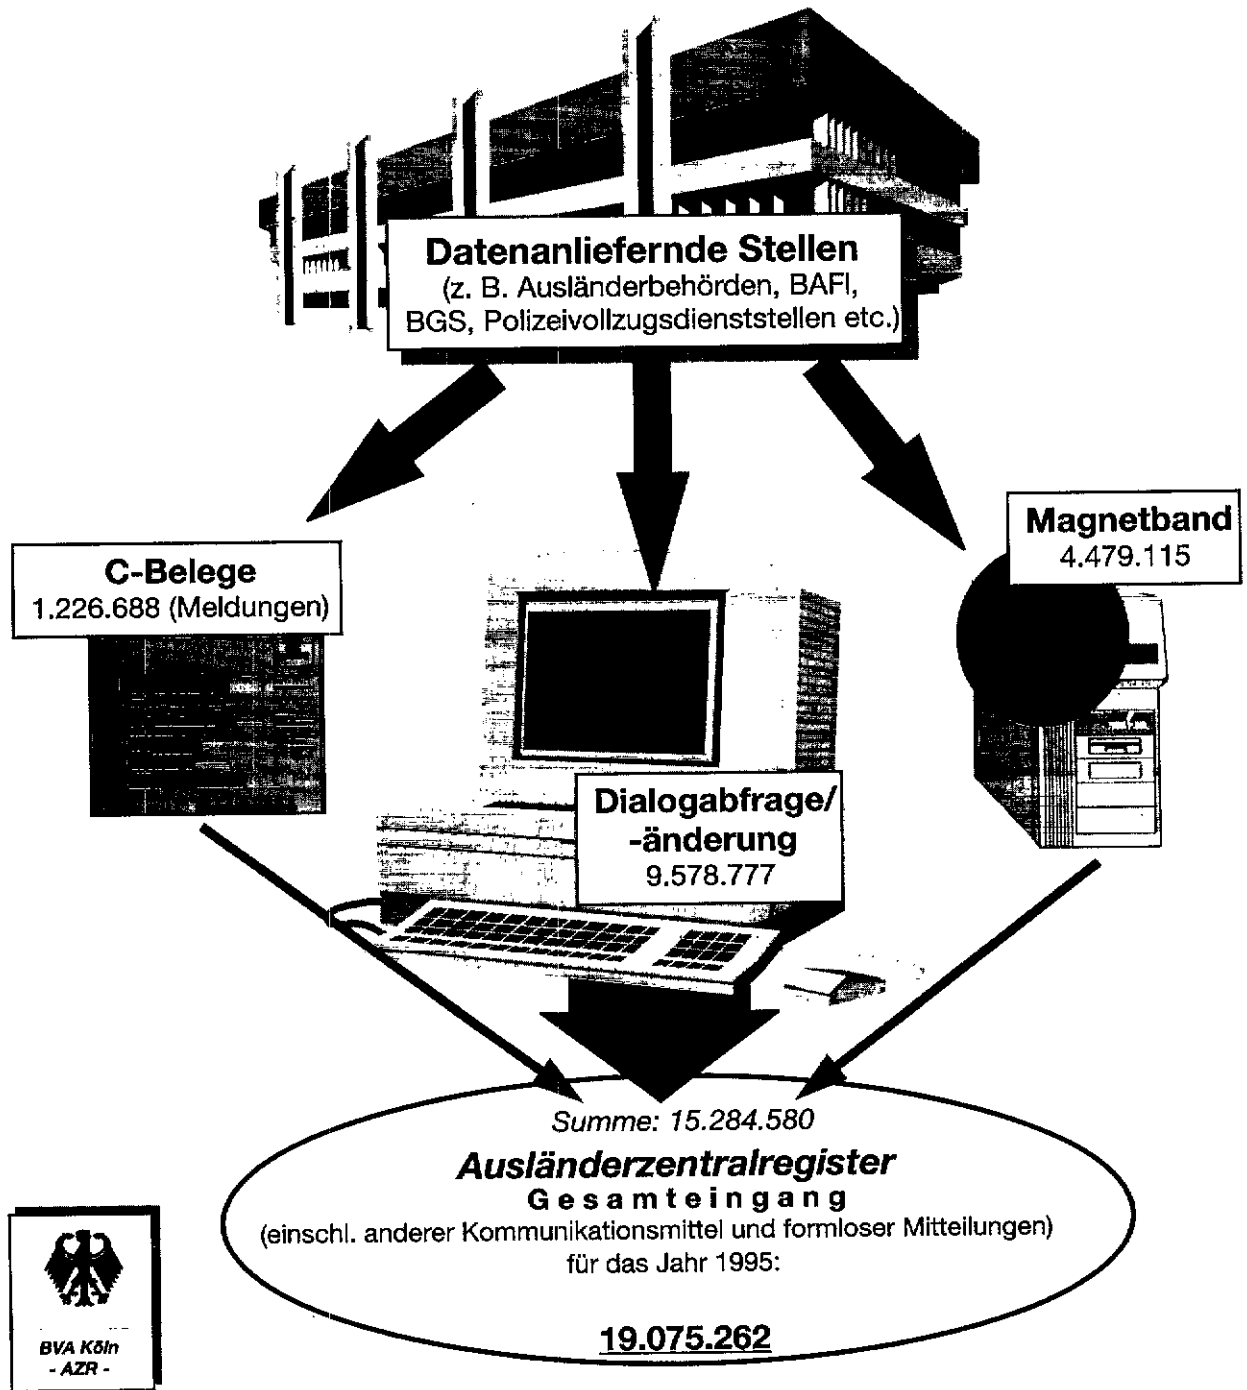 Datenanliefernde Stellen
(z. B. Ausländerbehörden, BAFl,
BGS, Polizeivollzugsdienststellen etc.)
C-Belege
1.226.688 (Meldungen)
Magnetband
4.479.115
Dialogabfrage/
-änderung
9.578.777
Summe: 15.284.580
Ausländerzentralregister
Gesamteingang
(einschl. anderer Kommunikationsmittel und formloser Mitteilungen)
für das Jahr 1995:
19.075.262
BVA Köln
- AZR -